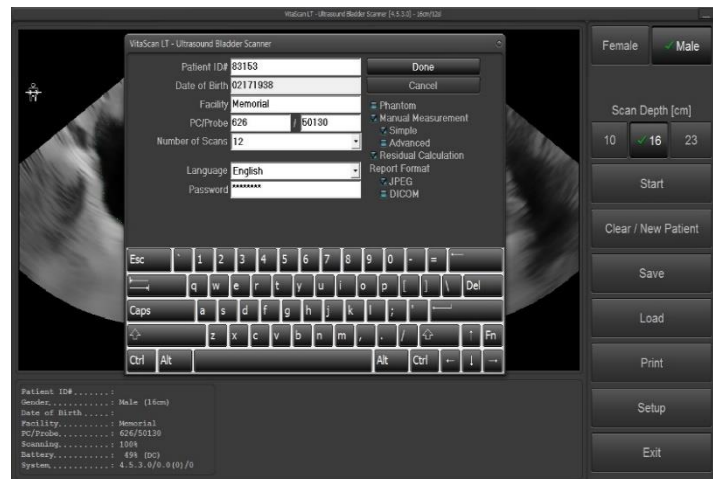 VitaScan LT - Ultrasound Bladder Scanner [4.5.3.0] - 16cm/12sl
VitaScan LT - Ultrasound Bladder Scanner
Patient ID# 83153
Date of Birth 02171938
Facility Memorial
PC/Probe 626 / 50130
Number of Scans 12
Language English
Password ********
Done
Cancel
Phantom
Manual Measurement
Simple
Advanced
Residual Calculation
Report Format
JPEG
DICOM
Esc ` 1 2 3 4 5 6 7 8 9 0 - =
q w e r t y u i o p [ ] \ Del
Caps a s d f g h j k l ; '
z x c v b n m , . / Fn
Ctrl Alt Alt Ctrl
Female Male
Scan Depth [cm]
10 16 23
Start
Clear / New Patient
Save
Load
Print
Setup
Exit
Patient ID#.......:
Gender............: Male (16cm)
Date of Birth.....:
Facility..........: Memorial
PC/Probe..........: 626/50130
Scanning..........: 100%
Battery...........: 49% (DC)
System............: 4.5.3.0/0.0(0)/0